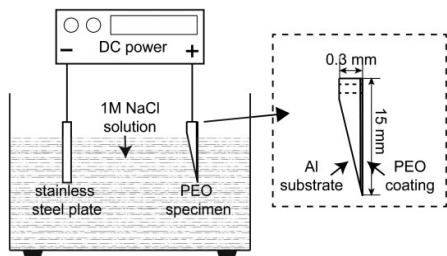 − +
DC power
1M NaCl
solution
stainless
steel plate
PEO
specimen
0.3 mm
15 mm
Al
substrate
PEO
coating